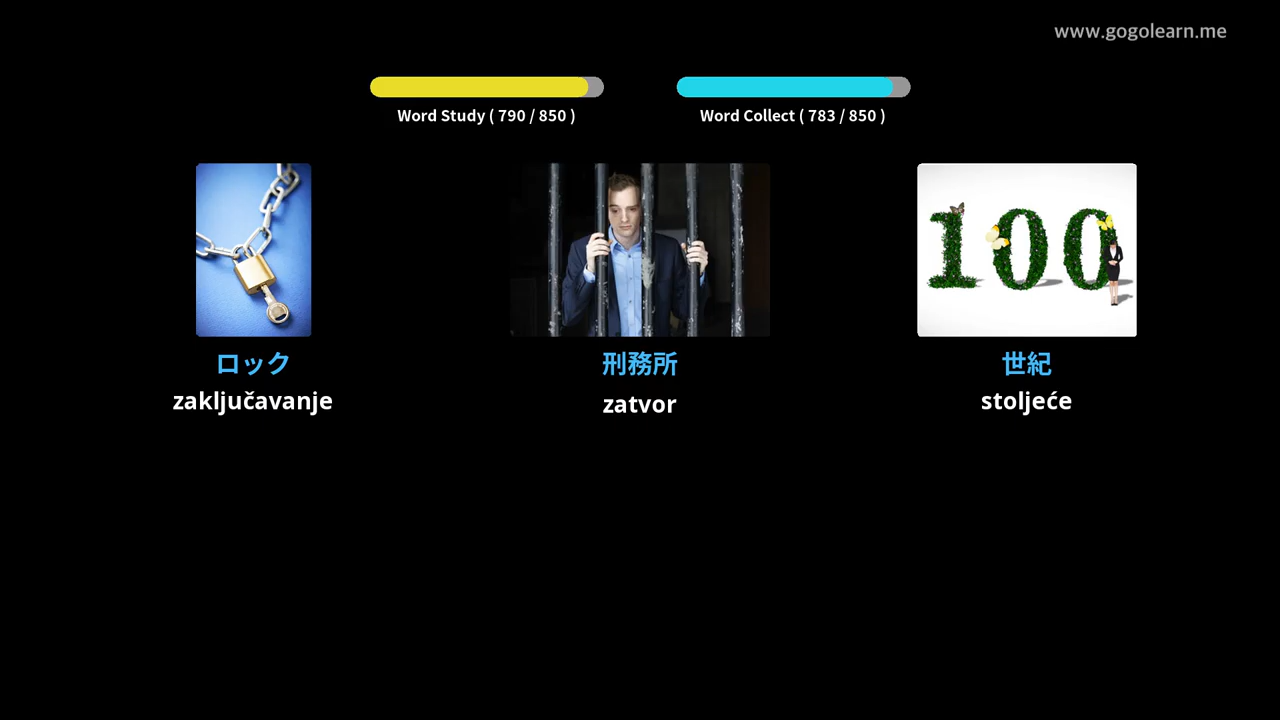 www.gogolearn.me
Word Study ( 790 / 850 )
Word Collect ( 783 / 850 )
100
ロック
刑務所
世紀
zaključavanje
zatvor
stoljeće